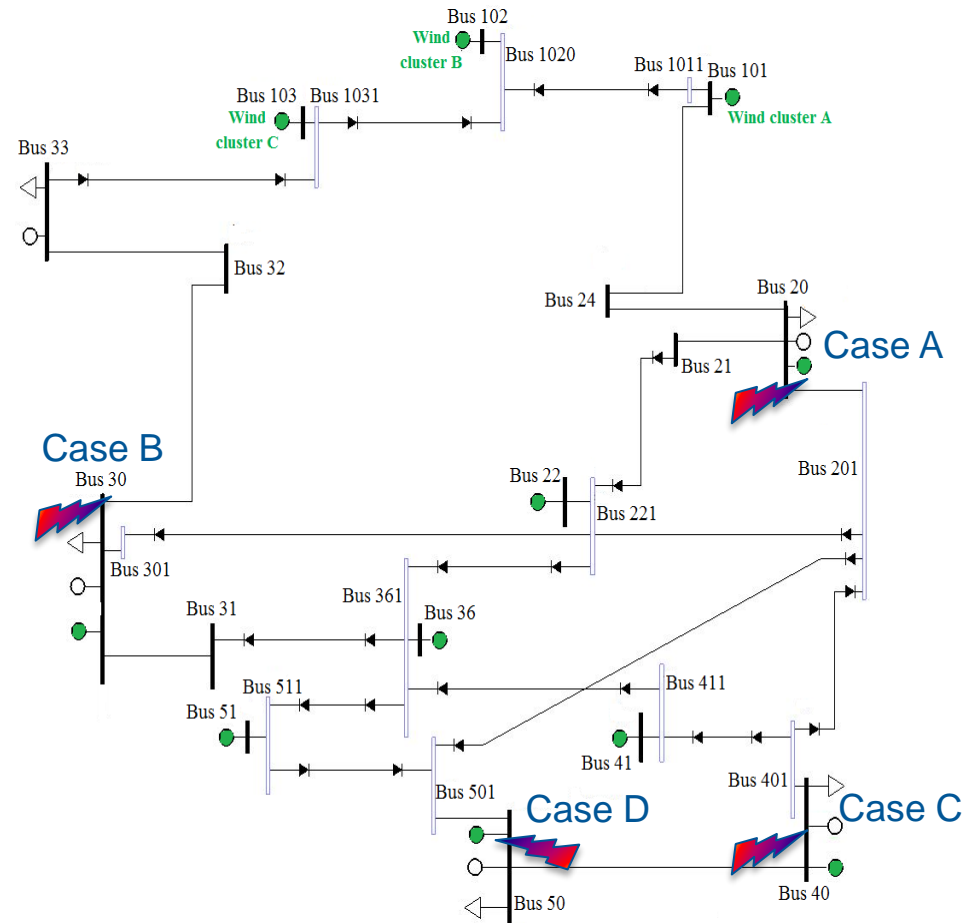 Bus 102
Wind
cluster B
Bus 1020
Bus 1011
Bus 101
Wind cluster A
Bus 103
Bus 1031
Wind
cluster C
Bus 33
Bus 32
Bus 24
Bus 20
Case A
Bus 21
Case B
Bus 30
Bus 201
Bus 22
Bus 221
Bus 301
Bus 361
Bus 36
Bus 31
Bus 511
Bus 411
Bus 51
Bus 41
Bus 401
Bus 501
Case D
Case C
Bus 40
Bus 50